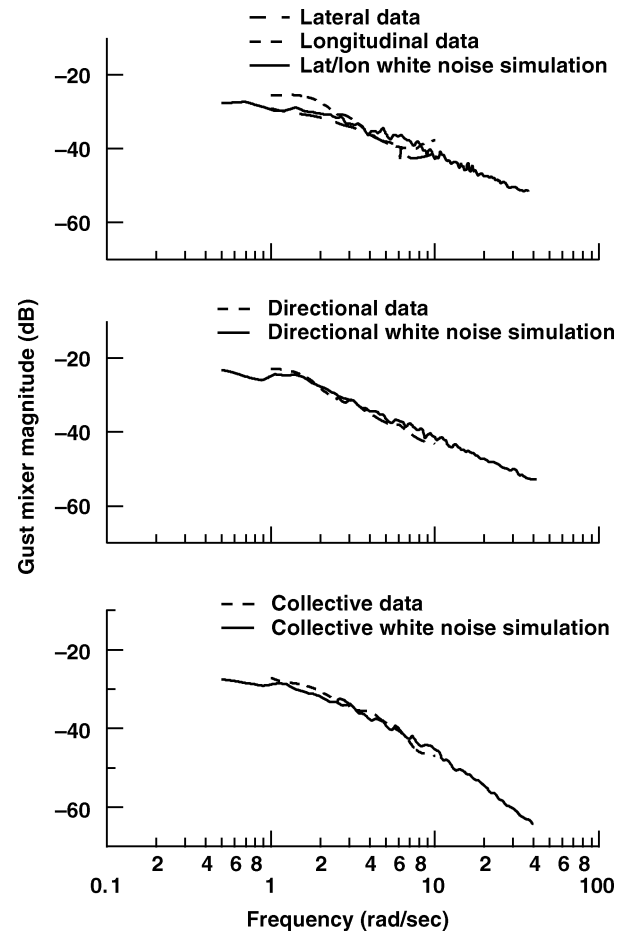 Lateral data
Longitudinal data
Lat/lon white noise simulation
–20
–40
–60
Directional data
Directional white noise simulation
–20
–40
–60
Gust mixer magnitude (dB)
Collective data
Collective white noise simulation
–20
–40
–60
2 4 6 8 2 4 6 8 2 4 6 8
0.1 1 10 100
Frequency (rad/sec)